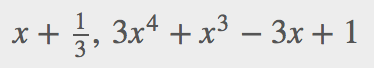 x + 1/3, 3x⁴ + x³ − 3x + 1